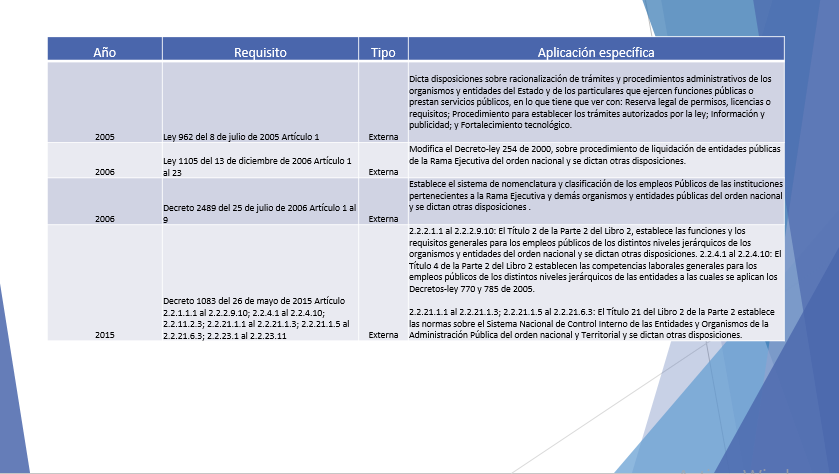 Año Requisito Tipo Aplicación específica
Dicta disposiciones sobre racionalización de trámites y procedimientos administrativos de los
organismos y entidades del Estado y de los particulares que ejercen funciones públicas o
prestan servicios públicos, en lo que tiene que ver con: Reserva legal de permisos, licencias o
requisitos; Procedimiento para establecer los trámites autorizados por la ley; Información y
publicidad; y Fortalecimiento tecnológico.
2005 Ley 962 del 8 de julio de 2005 Artículo 1 Externa
Modifica el Decreto-ley 254 de 2000, sobre procedimiento de liquidación de entidades públicas
de la Rama Ejecutiva del orden nacional y se dictan otras disposiciones.
Ley 1105 del 13 de diciembre de 2006 Artículo 1
2006 al 23 Externa
Establece el sistema de nomenclatura y clasificación de los empleos Públicos de las instituciones
pertenecientes a la Rama Ejecutiva y demás organismos y entidades públicas del orden nacional
y se dictan otras disposiciones .
Decreto 2489 del 25 de julio de 2006 Artículo 1 al
2006 9 Externa
2.2.2.1.1 al 2.2.2.9.10: El Título 2 de la Parte 2 del Libro 2, establece las funciones y los
requisitos generales para los empleos públicos de los distintos niveles jerárquicos de los
organismos y entidades del orden nacional y se dictan otras disposiciones. 2.2.4.1 al 2.2.4.10: El
Título 4 de la Parte 2 del Libro 2 establecen las competencias laborales generales para los
empleos públicos de los distintos niveles jerárquicos de las entidades a las cuales se aplican los
Decretos-ley 770 y 785 de 2005.
2.2.21.1.1 al 2.2.21.1.3; 2.2.21.1.5 al 2.2.21.6.3: El Título 21 del Libro 2 de la Parte 2 establece
las normas sobre el Sistema Nacional de Control Interno de las Entidades y Organismos de la
Administración Pública del orden nacional y Territorial y se dictan otras disposiciones.
Decreto 1083 del 26 de mayo de 2015 Artículo
2.2.1.1.1 al 2.2.2.9.10; 2.2.4.1 al 2.2.4.10;
2.2.11.2.3; 2.2.21.1.1 al 2.2.21.1.3; 2.2.21.1.5 al
2015 2.2.21.6.3; 2.2.23.1 al 2.2.23.11 Externa